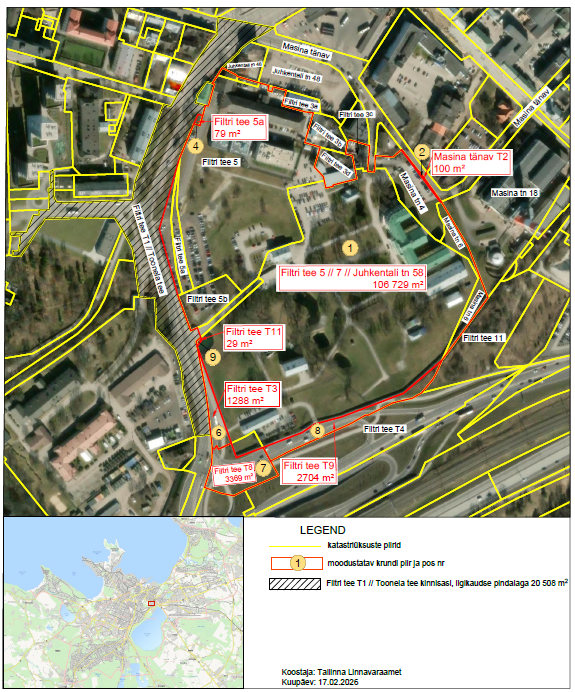 Masina tänav
Juhkentali tn 46
Juhkentali tn 48
Masina tänav
Filtri tee 3a
Filtri tee 3c
Filtri tee 5a
79 m²
Filtri tee 3b
4
2
Masina tänav T2
100 m²
Filtri tee 5
Filtri tee 3d
Masina tn 4
Masina tn 18
Filtri tee T1 // Toonela tee
Filtri tee 5a
1
Filtri tee 5 // 7 // Juhkentali tn 58
106 729 m²
Filtri tee 5b
Filtri tee 11
Filtri tee T11
29 m²
9
Filtri tee T3
1288 m²
6
8
Filtri tee T4
Filtri tee T8
3369 m²
7
Filtri tee T9
2704 m²
LEGEND
katastriüksuste piirid
1
moodustatav krundi piir ja pos nr
Filtri tee T1 // Toonela tee kinnisasi, ligikaudse pindalaga 20 508 m²
Koostaja: Tallinna Linnavaraamet
Kuupäev: 17.02.2026